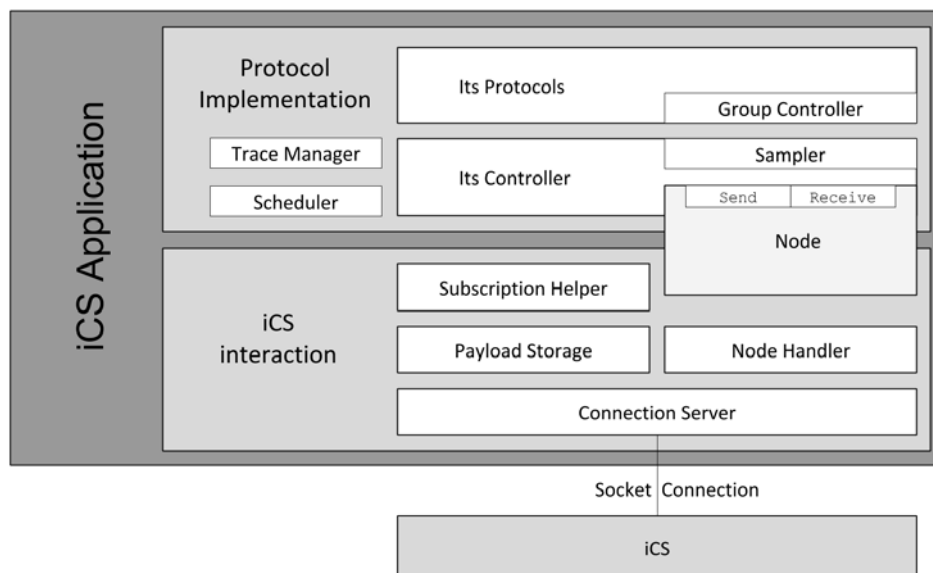 iCS Application
Protocol
Implementation
Its Protocols
Group Controller
Trace Manager
Its Controller
Sampler
Scheduler
Send
Receive
Node
iCS
interaction
Subscription Helper
Payload Storage
Node Handler
Connection Server
Socket Connection
iCS